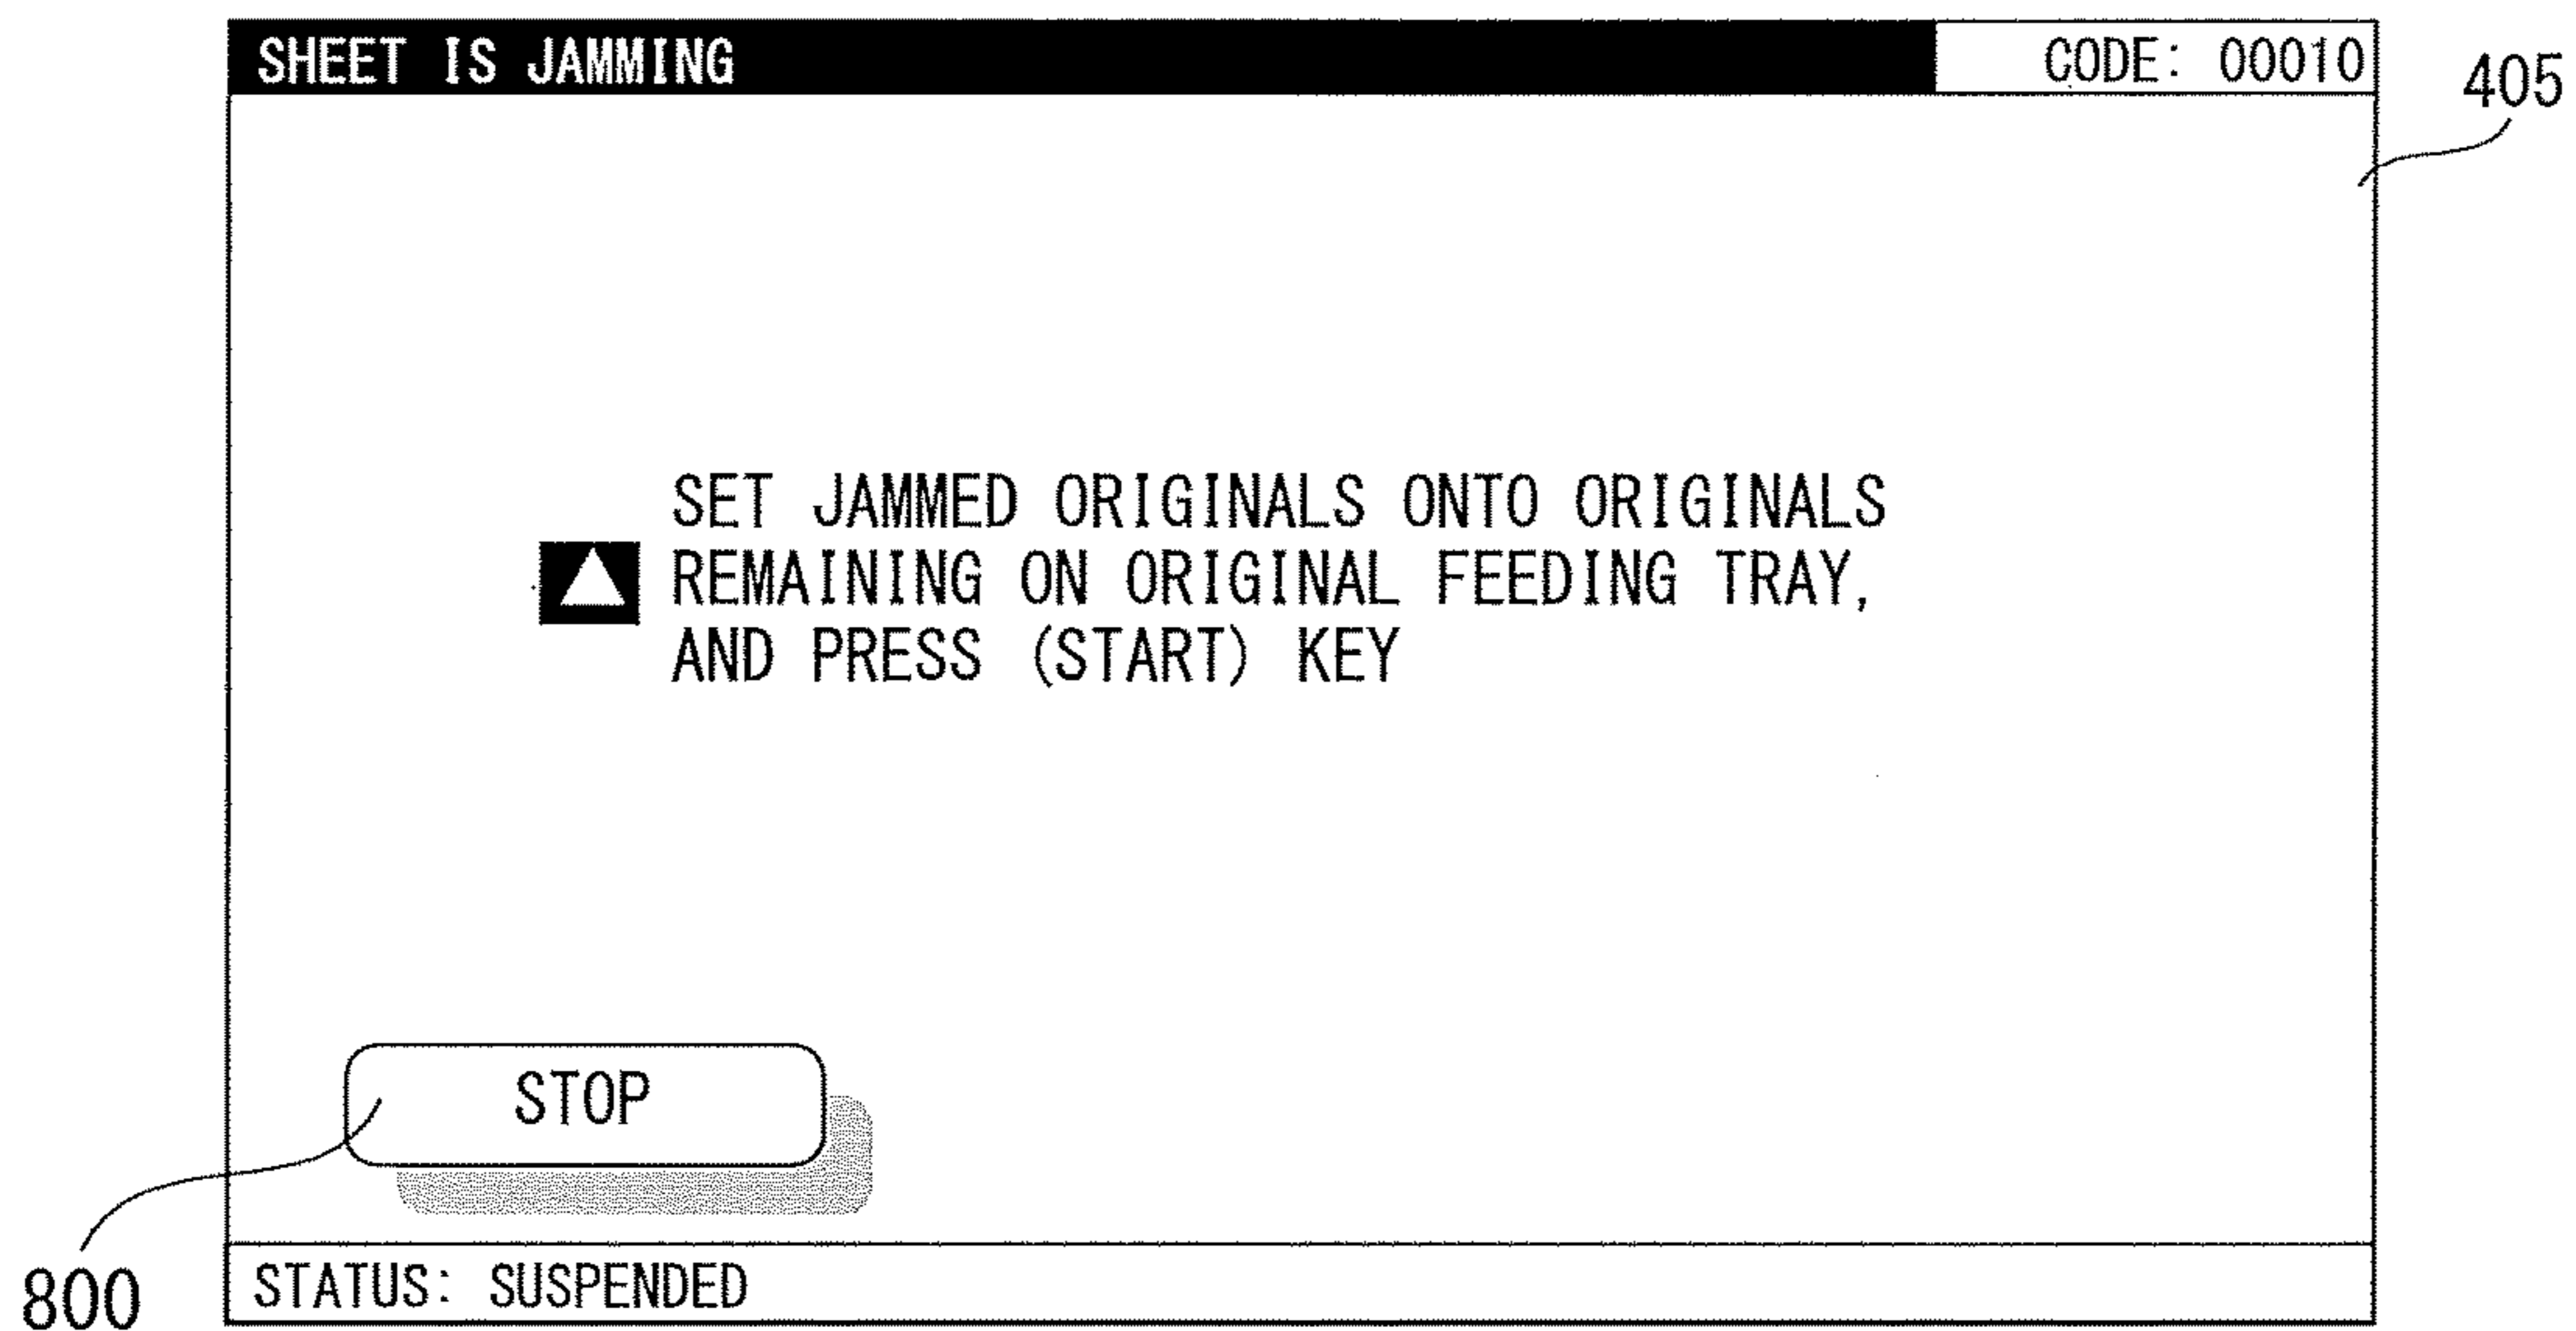 SHEET IS JAMMING
CODE: 00010
405
SET JAMMED ORIGINALS ONTO ORIGINALS
REMAINING ON ORIGINAL FEEDING TRAY,
AND PRESS (START) KEY
STOP
800
STATUS: SUSPENDED